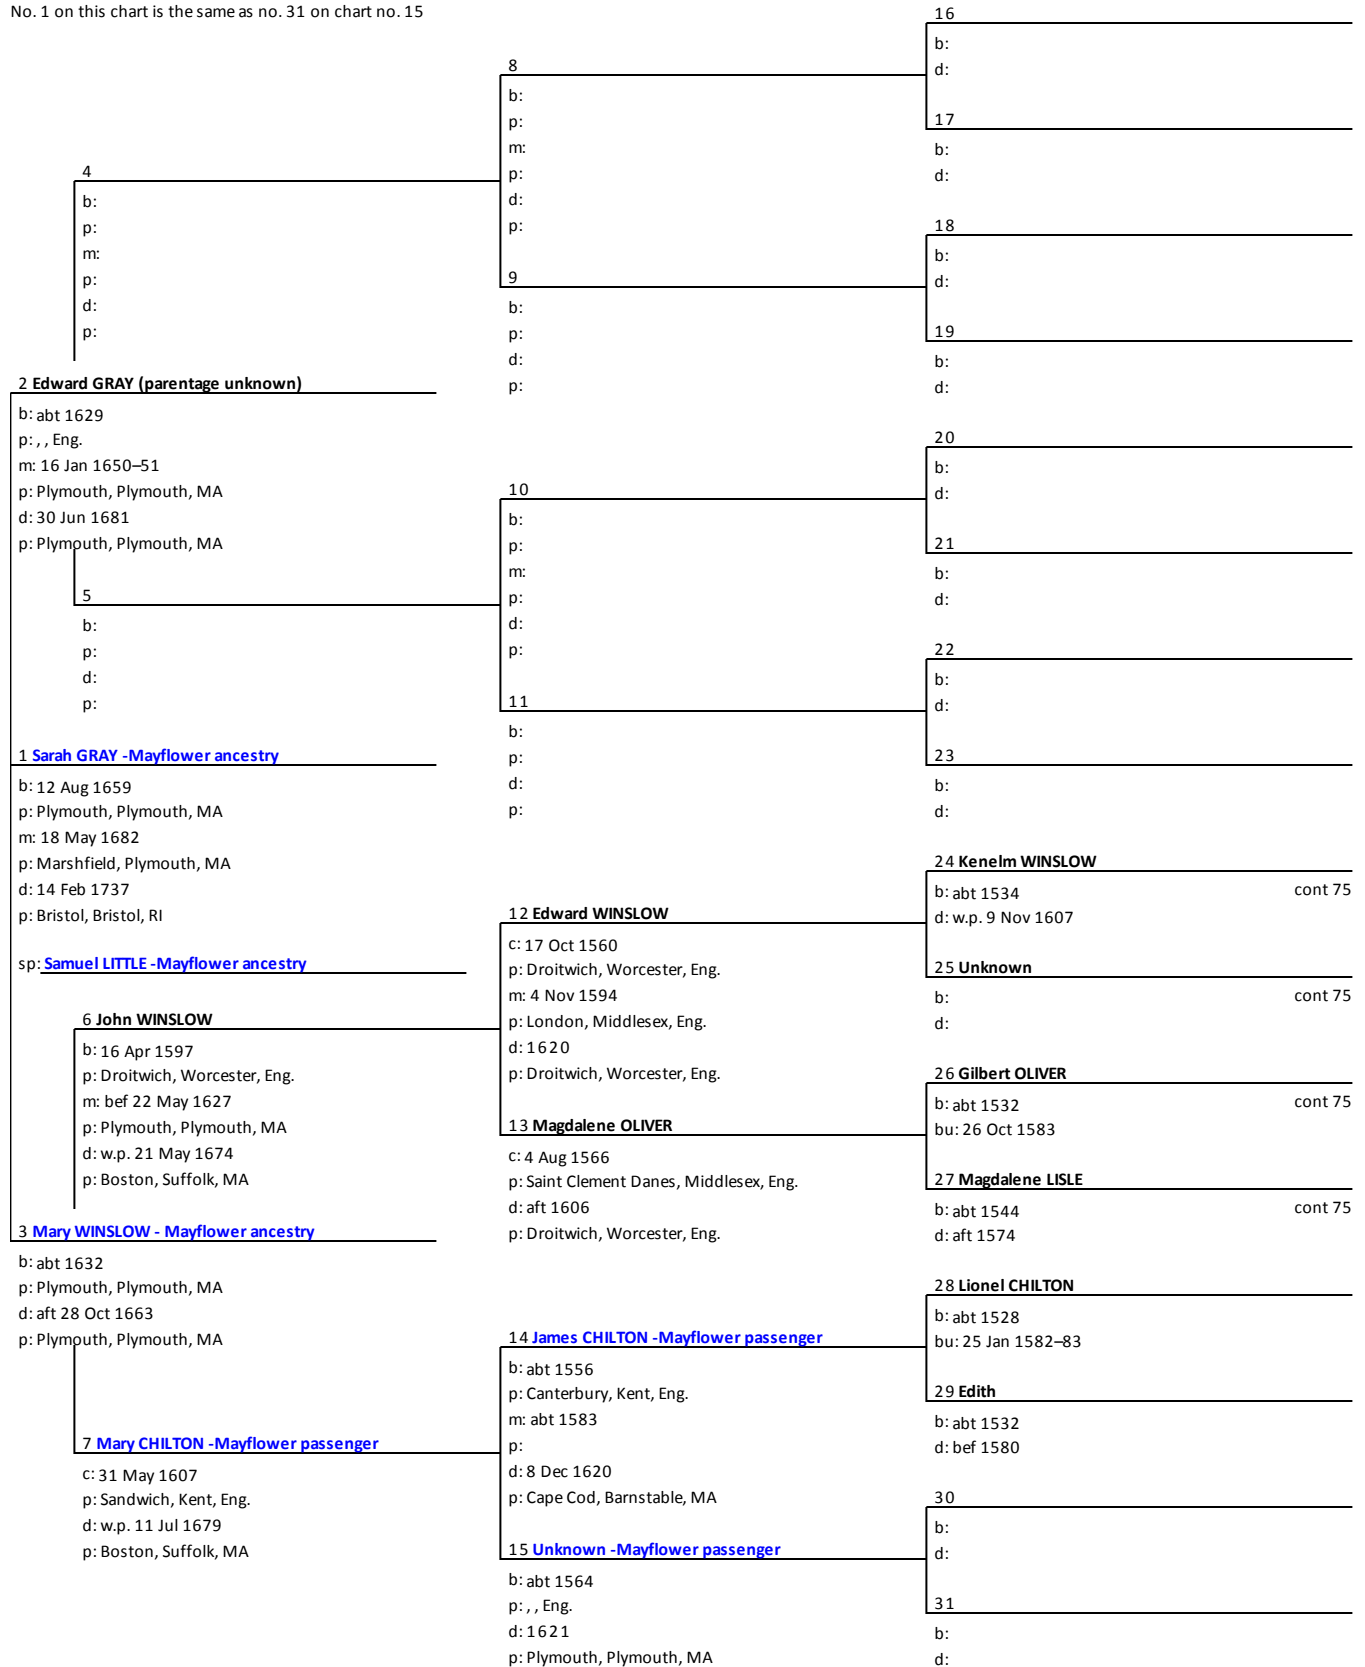 No. 1 on this chart is the same as no. 31 on chart no. 15
2 Edward GRAY (parentage unknown)
b: abt 1629
p: , , Eng.
m: 16 Jan 1650–51
p: Plymouth, Plymouth, MA
d: 30 Jun 1681
p: Plymouth, Plymouth, MA
1 Sarah GRAY -Mayflower ancestry
b: 12 Aug 1659
p: Plymouth, Plymouth, MA
m: 18 May 1682
p: Marshfield, Plymouth, MA
d: 14 Feb 1737
p: Bristol, Bristol, RI
sp: Samuel LITTLE -Mayflower ancestry
3 Mary WINSLOW - Mayflower ancestry
b: abt 1632
p: Plymouth, Plymouth, MA
d: aft 28 Oct 1663
p: Plymouth, Plymouth, MA
4
b:
p:
m:
p:
d:
p:
5
b:
p:
d:
p:
6 John WINSLOW
b: 16 Apr 1597
p: Droitwich, Worcester, Eng.
m: bef 22 May 1627
p: Plymouth, Plymouth, MA
d: w.p. 21 May 1674
p: Boston, Suffolk, MA
7 Mary CHILTON -Mayflower passenger
c: 31 May 1607
p: Sandwich, Kent, Eng.
d: w.p. 11 Jul 1679
p: Boston, Suffolk, MA
8
b:
p:
m:
p:
d:
p:
9
b:
p:
d:
p:
10
b:
p:
m:
p:
d:
p:
11
b:
p:
d:
p:
12 Edward WINSLOW
c: 17 Oct 1560
p: Droitwich, Worcester, Eng.
m: 4 Nov 1594
p: London, Middlesex, Eng.
d: 1620
p: Droitwich, Worcester, Eng.
13 Magdalene OLIVER
c: 4 Aug 1566
p: Saint Clement Danes, Middlesex, Eng.
d: aft 1606
p: Droitwich, Worcester, Eng.
14 James CHILTON -Mayflower passenger
b: abt 1556
p: Canterbury, Kent, Eng.
m: abt 1583
p:
d: 8 Dec 1620
p: Cape Cod, Barnstable, MA
15 Unknown -Mayflower passenger
b: abt 1564
p: , , Eng.
d: 1621
p: Plymouth, Plymouth, MA
16
b:
d:
17
b:
d:
18
b:
d:
19
b:
d:
20
b:
d:
21
b:
d:
22
b:
d:
23
b:
d:
24 Kenelm WINSLOW
b: abt 1534 cont 75
d: w.p. 9 Nov 1607
25 Unknown
b: cont 75
d:
26 Gilbert OLIVER
b: abt 1532 cont 75
bu: 26 Oct 1583
27 Magdalene LISLE
b: abt 1544 cont 75
d: aft 1574
28 Lionel CHILTON
b: abt 1528
bu: 25 Jan 1582–83
29 Edith
b: abt 1532
d: bef 1580
30
b:
d:
31
b:
d: